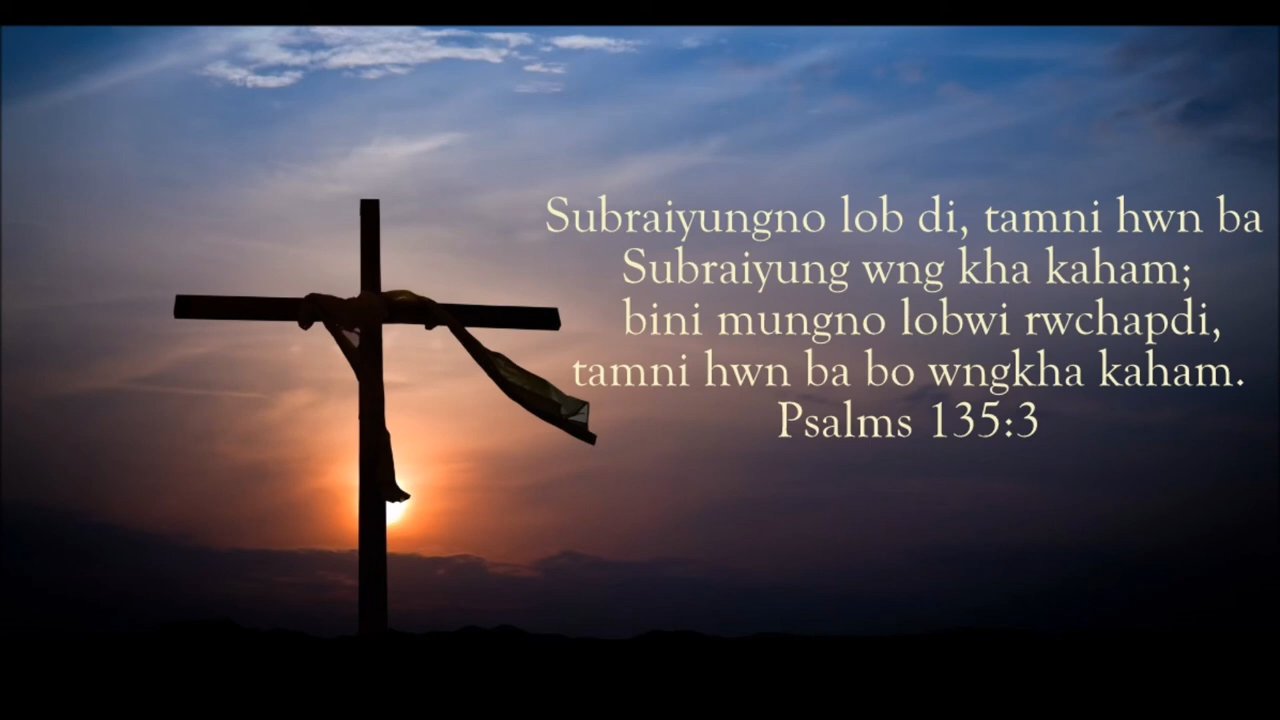 Subraiyungno lob di, tamni hwn ba
Subraiyung wng kha kaham;
bini mungno lobwi rwchapdi,
tamni hwn ba bo wngkha kaham.
Psalms 135:3